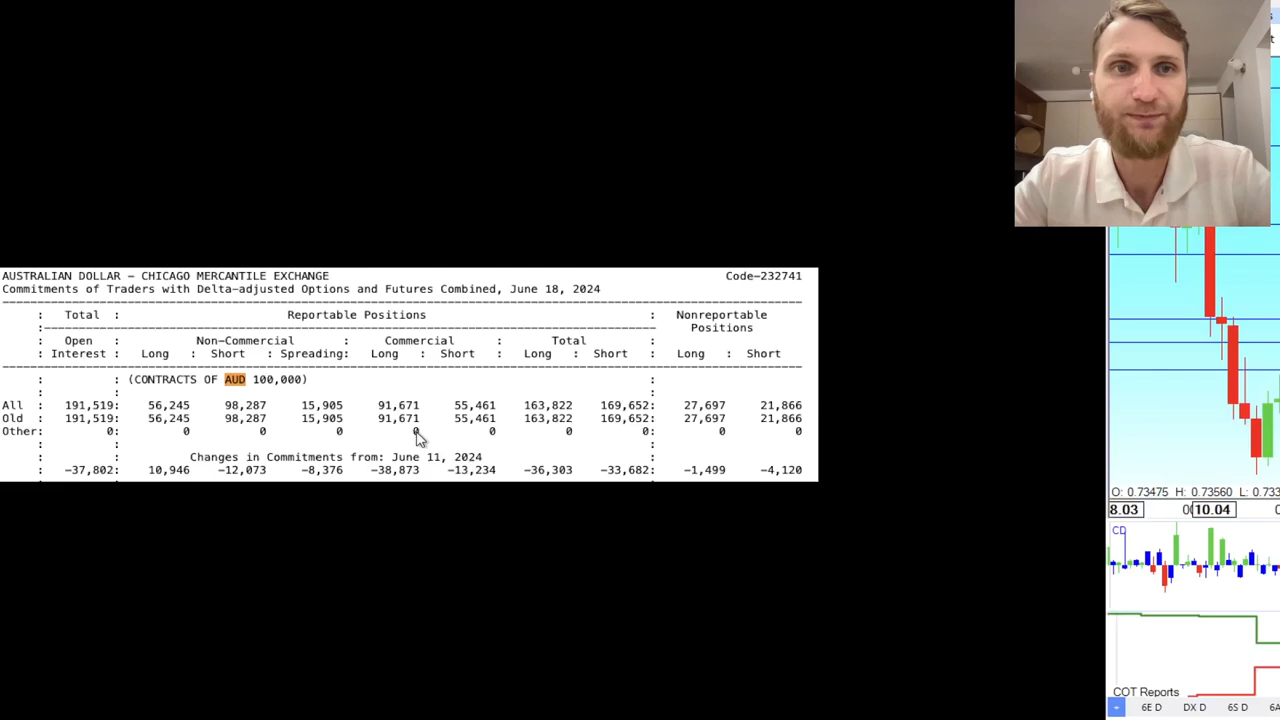 AUSTRALIAN DOLLAR - CHICAGO MERCANTILE EXCHANGE Code-232741
Commitments of Traders with Delta-adjusted Options and Futures Combined, June 18, 2024
: Total : Reportable Positions : Nonreportable
: Positions
: Open : Non-Commercial : Commercial : Total :
: Interest : Long : Short : Spreading: Long : Short : Long : Short : Long : Short
: : (CONTRACTS OF AUD 100,000) :
: : :
All : 191,519: 56,245 98,287 15,905 91,671 55,461 163,822 169,652: 27,697 21,866
Old : 191,519: 56,245 98,287 15,905 91,671 55,461 163,822 169,652: 27,697 21,866
Other: 0: 0 0 0 0 0 0 0: 0 0
: : :
: : Changes in Commitments from: June 11, 2024 :
: -37,802: 10,946 -12,073 -8,376 -38,873 -13,234 -36,303 -33,682: -1,499 -4,120
O: 0.73475 H: 0.73560 L: 0.733
8.03 10.04
CD
COT Reports
6E D DX D 6S D 6A